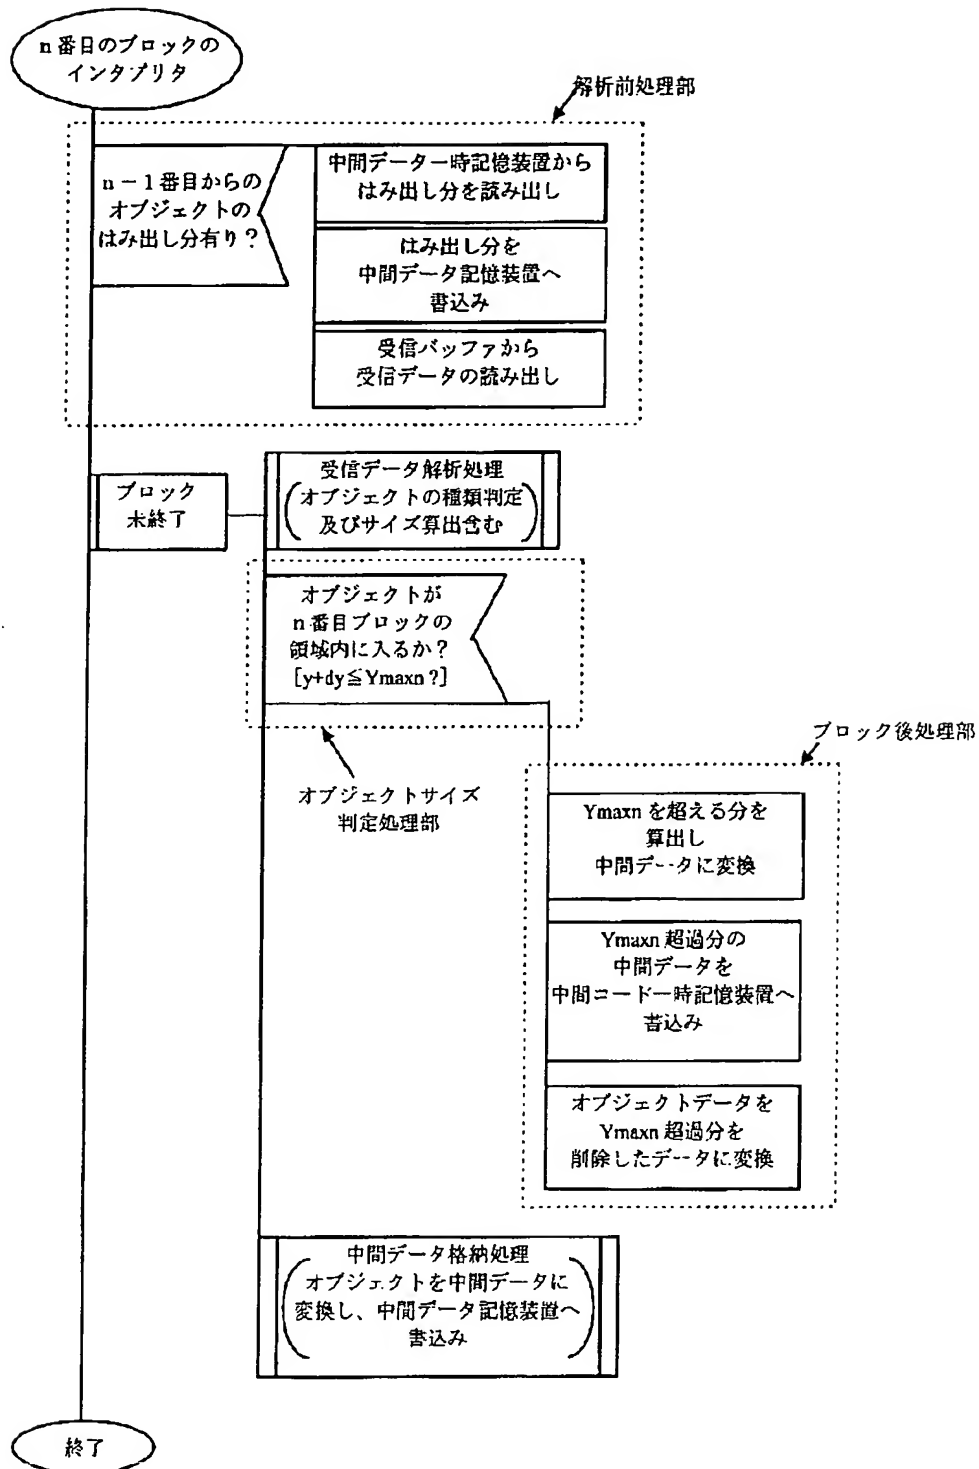 n番目のブロックの
インタプリタ
解析前処理部
n-1番目からの
オブジェクトの
はみ出し分有り?
中間データ一時記憶装置から
はみ出し分を読み出し
はみ出し分を
中間データ記憶装置へ
書込み
受信バッファから
受信データの読み出し
ブロック
未終了
受信データ解析処理
(オブジェクトの種類判定
及びサイズ算出含む)
オブジェクトが
n番目ブロックの
領域内に入るか?
[y+dy≦Ymaxn?]
オブジェクトサイズ
判定処理部
ブロック後処理部
Ymaxnを超える分を
算出し
中間データに変換
Ymaxn超過分の
中間データを
中間コード一時記憶装置へ
書込み
オブジェクトデータを
Ymaxn超過分を
削除したデータに変換
中間データ格納処理
(オブジェクトを中間データに
変換し、中間データ記憶装置へ
書込み)
終了